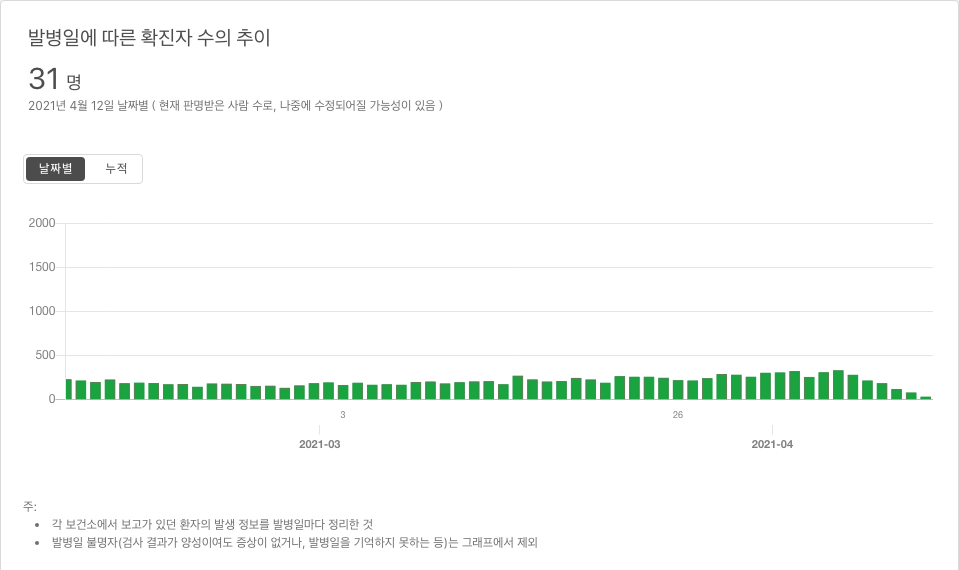 발병일에 따른 확진자 수의 추이
31 명
2021년 4월 12일 날짜별 ( 현재 판명받은 사람 수로, 나중에 수정되어질 가능성이 있음 )
날짜별 누적
2000
1500
1000
500
0
3 26
2021-03 2021-04
주:
• 각 보건소에서 보고가 있던 환자의 발생 정보를 발병일마다 정리한 것
• 발병일 불명자(검사 결과가 양성이여도 증상이 없거나, 발병일을 기억하지 못하는 등)는 그래프에서 제외